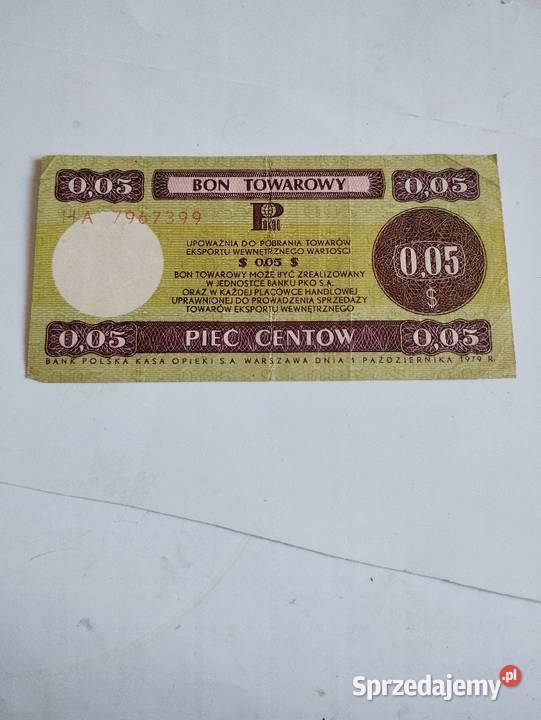 0,05 BON TOWAROWY 0,05
HA 7967399
UPOWAŻNIA DO POBRANIA TOWARÓW
EKSPORTU WEWNĘTRZNEGO WARTOŚCI
$ 0,05 $
BON TOWAROWY MOŻE BYĆ ZREALIZOWANY
W JEDNOSTCE BANKU PKO S.A.
ORAZ W KAŻDEJ PLACÓWCE HANDLOWEJ
UPRAWNIONEJ DO PROWADZENIA SPRZEDAŻY
TOWARÓW EKSPORTU WEWNĘTRZNEGO
0,05
$
0,05 PIĘĆ CENTÓW 0,05
BANK POLSKA KASA OPIEKI S.A. WARSZAWA DNIA 1 PAŹDZIERNIKA 1979 R.
Sprzedajemy.pl